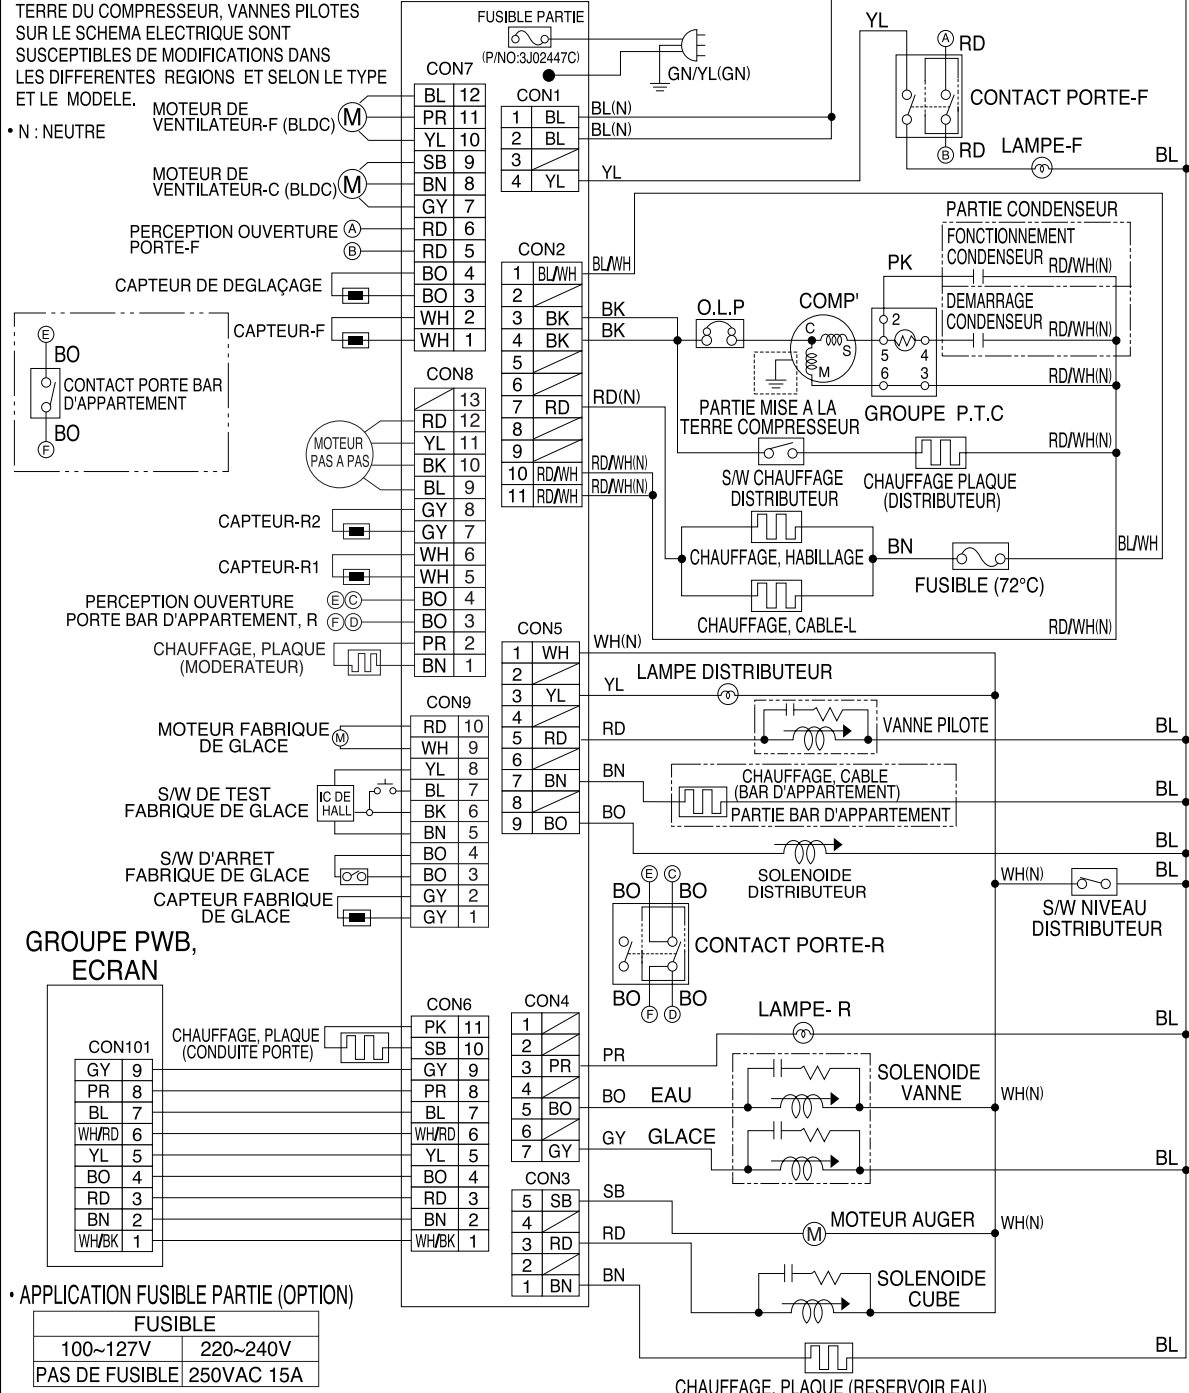 TERRE DU COMPRESSEUR, VANNES PILOTES
SUR LE SCHEMA ELECTRIQUE SONT
SUSCEPTIBLES DE MODIFICATIONS DANS
LES DIFFERENTES REGIONS ET SELON LE TYPE
ET LE MODELE.
• N : NEUTRE
FUSIBLE PARTIE
(P/NO:3J02447C)
GN/YL(GN)
CON7
BL 12
PR 11
YL 10
SB 9
BN 8
GY 7
RD 6
RD 5
BO 4
BO 3
WH 2
WH 1
MOTEUR DE
VENTILATEUR-F (BLDC)
M
MOTEUR DE
VENTILATEUR-C (BLDC)
M
PERCEPTION OUVERTURE
PORTE-F
A
B
CAPTEUR DE DEGLAÇAGE
CAPTEUR-F
E
BO
CONTACT PORTE BAR
D'APPARTEMENT
BO
F
CON8
13
RD 12
YL 11
BK 10
BL 9
GY 8
GY 7
WH 6
WH 5
BO 4
BO 3
PR 2
BN 1
MOTEUR
PAS A PAS
CAPTEUR-R2
CAPTEUR-R1
PERCEPTION OUVERTURE
PORTE BAR D'APPARTEMENT, R
E C
F D
CHAUFFAGE, PLAQUE
(MODERATEUR)
CON9
RD 10
WH 9
YL 8
BL 7
BK 6
BN 5
BO 4
BO 3
GY 2
GY 1
MOTEUR FABRIQUE
DE GLACE
M
S/W DE TEST
FABRIQUE DE GLACE
IC DE
HALL
S/W D'ARRET
FABRIQUE DE GLACE
CAPTEUR FABRIQUE
DE GLACE
GROUPE PWB,
ECRAN
CON101
GY 9
PR 8
BL 7
WH/RD 6
YL 5
BO 4
RD 3
BN 2
WH/BK 1
CHAUFFAGE, PLAQUE
(CONDUITE PORTE)
CON6
PK 11
SB 10
GY 9
PR 8
BL 7
WH/RD 6
YL 5
BO 4
RD 3
BN 2
WH/BK 1
• APPLICATION FUSIBLE PARTIE (OPTION)
FUSIBLE
100~127V 220~240V
PAS DE FUSIBLE 250VAC 15A
CON1
1 BL
2 BL
3
4 YL
BL(N)
BL(N)
YL
YL
A RD
CONTACT PORTE-F
B RD
LAMPE-F
BL
CON2
1 BL/WH
2
3 BK
4 BK
5
6
7 RD
8
9
10 RD/WH
11 RD/WH
BL/WH
BK
BK
RD(N)
RD/WH(N)
RD/WH(N)
O.L.P
COMP'
C
S
M
PARTIE MISE A LA
TERRE COMPRESSEUR
PARTIE CONDENSEUR
FONCTIONNEMENT
CONDENSEUR
RD/WH(N)
PK
DEMARRAGE
CONDENSEUR
RD/WH(N)
2
5 4
6 3
RD/WH(N)
GROUPE P.T.C
RD/WH(N)
S/W CHAUFFAGE
DISTRIBUTEUR
CHAUFFAGE PLAQUE
(DISTRIBUTEUR)
CHAUFFAGE, HABILLAGE
BN
FUSIBLE (72°C)
BL/WH
CHAUFFAGE, CABLE-L
RD/WH(N)
CON5
1 WH
2
3 YL
4
5 RD
6
7 BN
8
9 BO
WH(N)
YL
LAMPE DISTRIBUTEUR
RD
VANNE PILOTE
BL
BN
CHAUFFAGE, CABLE
(BAR D'APPARTEMENT)
PARTIE BAR D'APPARTEMENT
BL
BO
SOLENOIDE
DISTRIBUTEUR
BL
WH(N)
BL
S/W NIVEAU
DISTRIBUTEUR
E C
BO BO
CONTACT PORTE-R
BO BO
F D
CON4
1
2
3 PR
4
5 BO
6
7 GY
PR
LAMPE- R
BL
BO
EAU
SOLENOIDE
VANNE
WH(N)
GY
GLACE
BL
CON3
5 SB
4
3 RD
2
1 BN
SB
M
MOTEUR AUGER
WH(N)
RD
SOLENOIDE
CUBE
BN
BL
CHAUFFAGE, PLAQUE (RESERVOIR EAU)